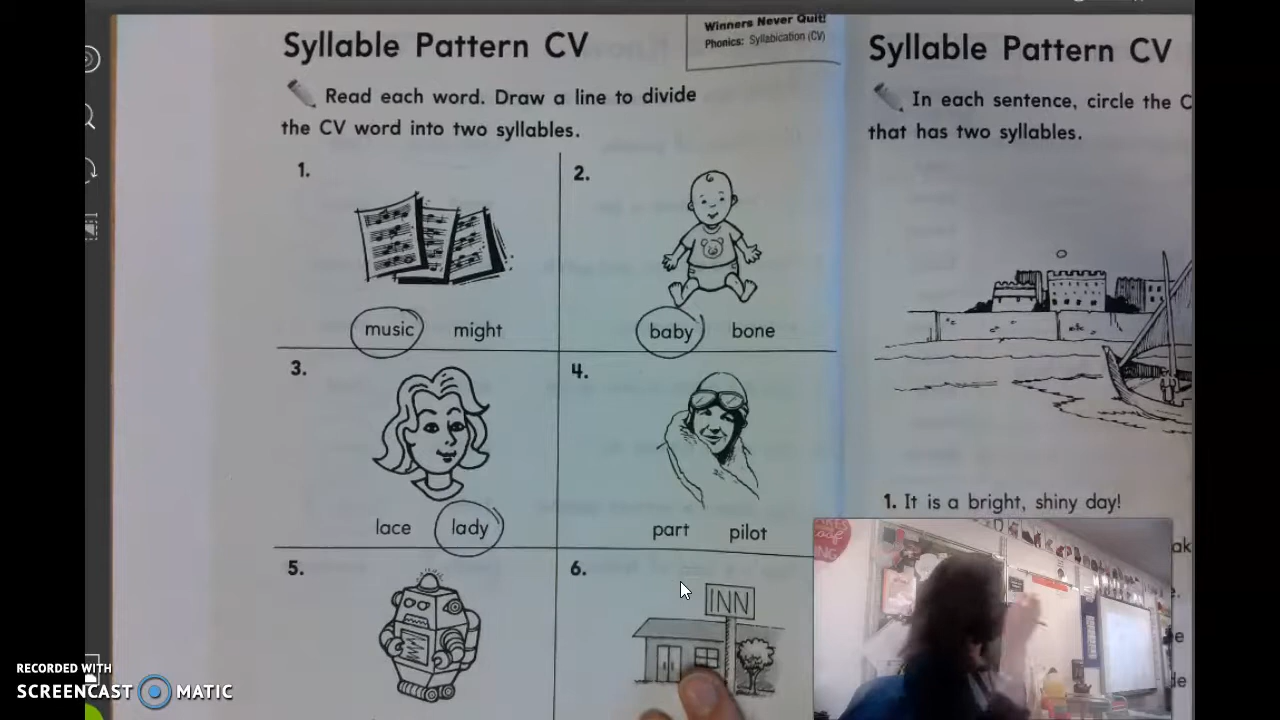 Winners Never Quit!
Phonics: Syllabication (CV)
Syllable Pattern CV
Read each word. Draw a line to divide
the CV word into two syllables.
1.
music might
2.
baby bone
3.
lace lady
4.
part pilot
5.
6.
INN
Syllable Pattern CV
In each sentence, circle the C
that has two syllables.
1. It is a bright, shiny day!
ak
e
de
RECORDED WITH
SCREENCAST MATIC